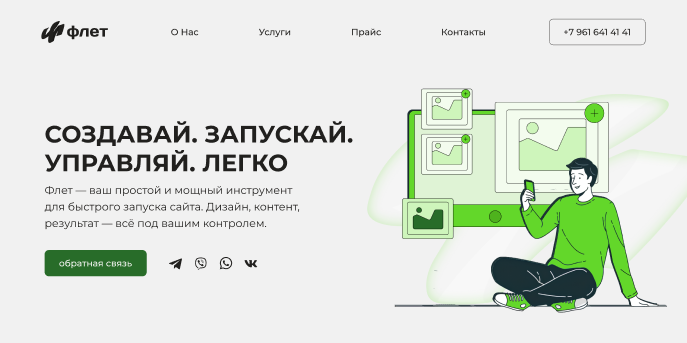 флет
О Нас
Услуги
Прайс
Контакты
+7 961 641 41 41
СОЗДАВАЙ. ЗАПУСКАЙ.
УПРАВЛЯЙ. ЛЕГКО
Флет — ваш простой и мощный инструмент
для быстрого запуска сайта. Дизайн, контент,
результат — всё под вашим контролем.
обратная связь